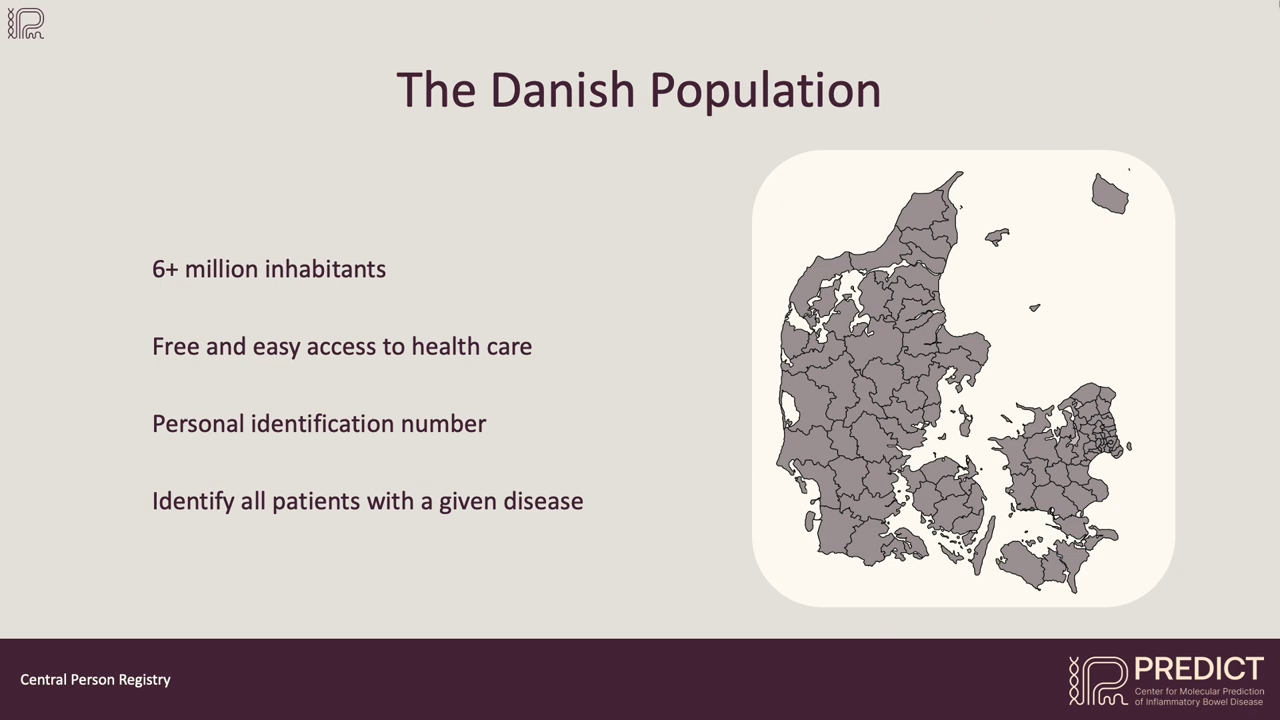 The Danish Population
6+ million inhabitants
Free and easy access to health care
Personal identification number
Identify all patients with a given disease
Central Person Registry
PREDICT
Center for Molecular Prediction
of Inflammatory Bowel Disease